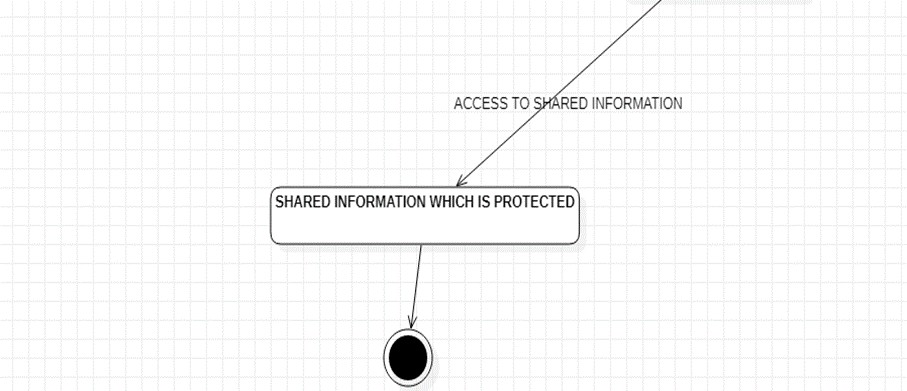 ACCESS TO SHARED INFORMATION
SHARED INFORMATION WHICH IS PROTECTED